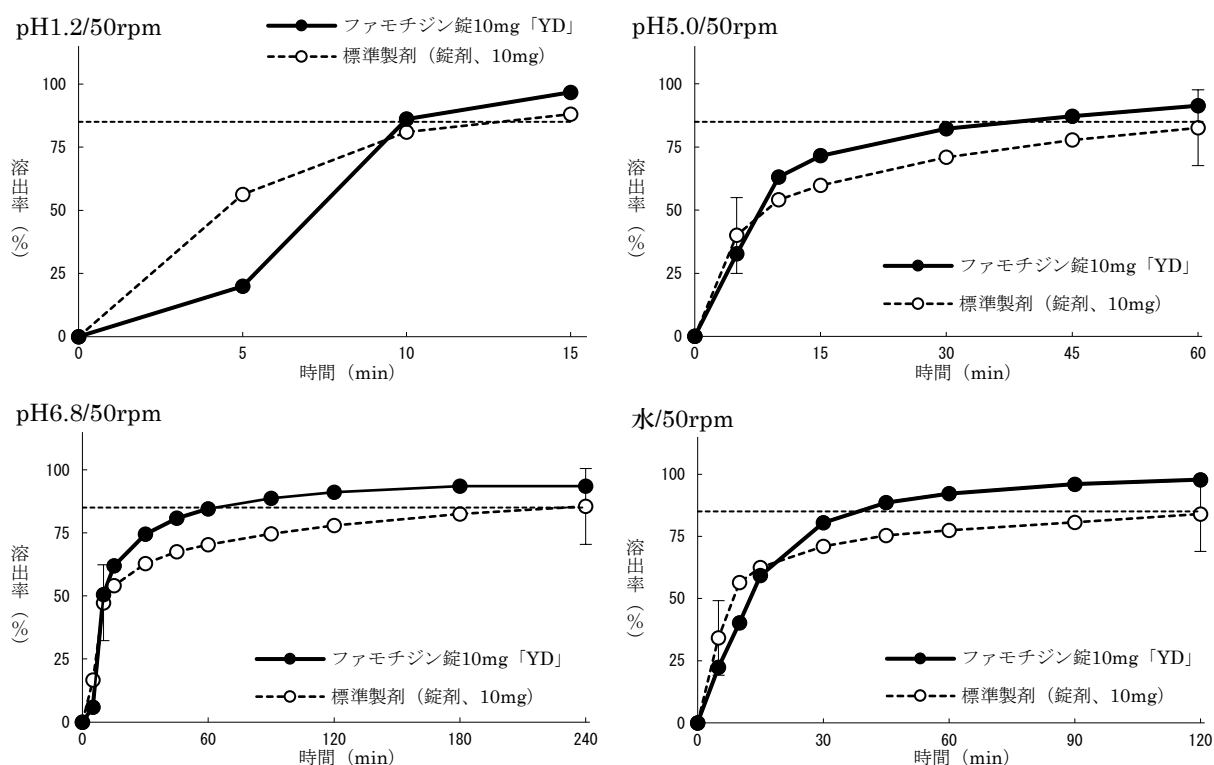 pH1.2/50rpm
ファモチジン錠10mg「YD」
標準製剤（錠剤、10mg）
100
75
50
25
0
溶出率（%）
0 5 10 15
時間（min）
pH5.0/50rpm
100
75
50
25
0
溶出率（%）
ファモチジン錠10mg「YD」
標準製剤（錠剤、10mg）
0 15 30 45 60
時間（min）
pH6.8/50rpm
100
75
50
25
0
溶出率（%）
ファモチジン錠10mg「YD」
標準製剤（錠剤、10mg）
0 60 120 180 240
時間（min）
水/50rpm
100
75
50
25
0
溶出率（%）
ファモチジン錠10mg「YD」
標準製剤（錠剤、10mg）
0 30 60 90 120
時間（min）